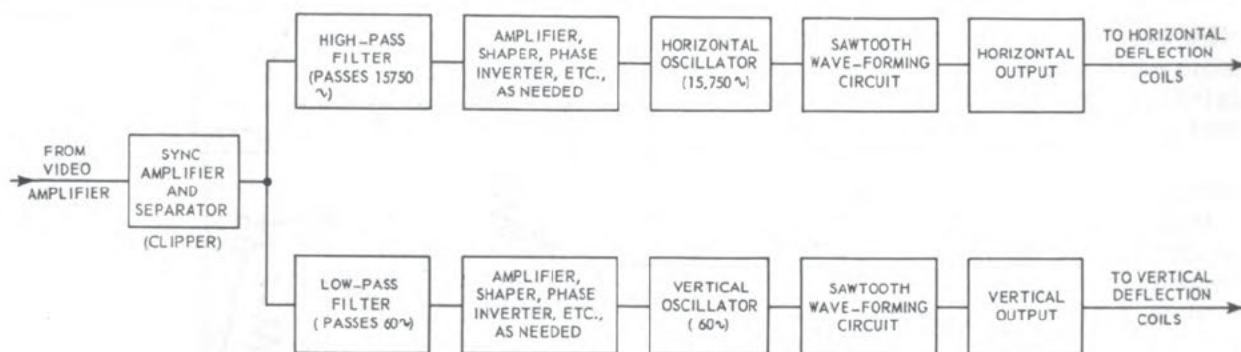 FROM
VIDEO
AMPLIFIER
SYNC
AMPLIFIER
AND
SEPARATOR
(CLIPPER)
HIGH-PASS
FILTER
(PASSES 15750
∿)
AMPLIFIER,
SHAPER, PHASE
INVERTER, ETC.,
AS NEEDED
HORIZONTAL
OSCILLATOR
(15,750∿)
SAWTOOTH
WAVE-FORMING
CIRCUIT
HORIZONTAL
OUTPUT
TO HORIZONTAL
DEFLECTION
COILS
LOW-PASS
FILTER
(PASSES 60∿)
AMPLIFIER,
SHAPER, PHASE
INVERTER, ETC.,
AS NEEDED
VERTICAL
OSCILLATOR
(60∿)
SAWTOOTH
WAVE-FORMING
CIRCUIT
VERTICAL
OUTPUT
TO VERTICAL
DEFLECTION
COILS